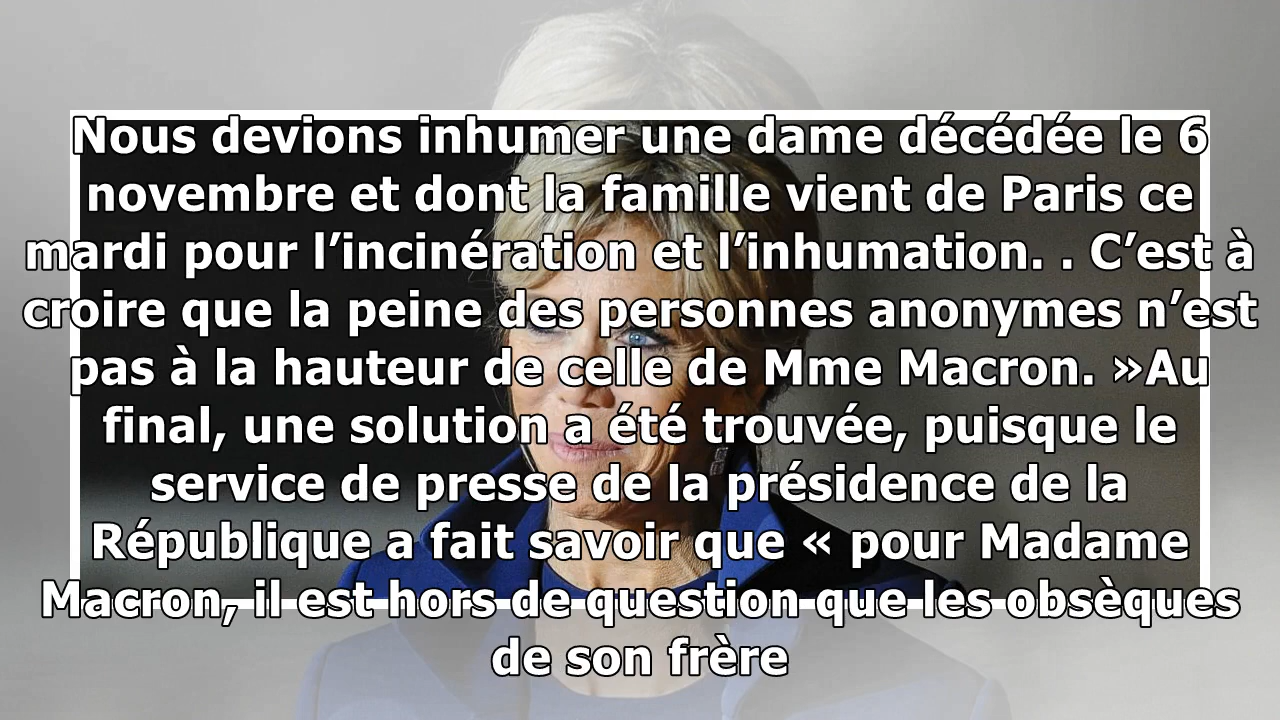 Nous devions inhumer une dame décédée le 6
novembre et dont la famille vient de Paris ce
mardi pour l’incinération et l’inhumation. . C’est à
croire que la peine des personnes anonymes n’est
pas à la hauteur de celle de Mme Macron. »Au
final, une solution a été trouvée, puisque le
service de presse de la présidence de la
République a fait savoir que « pour Madame
Macron, il est hors de question que les obsèques
de son frère